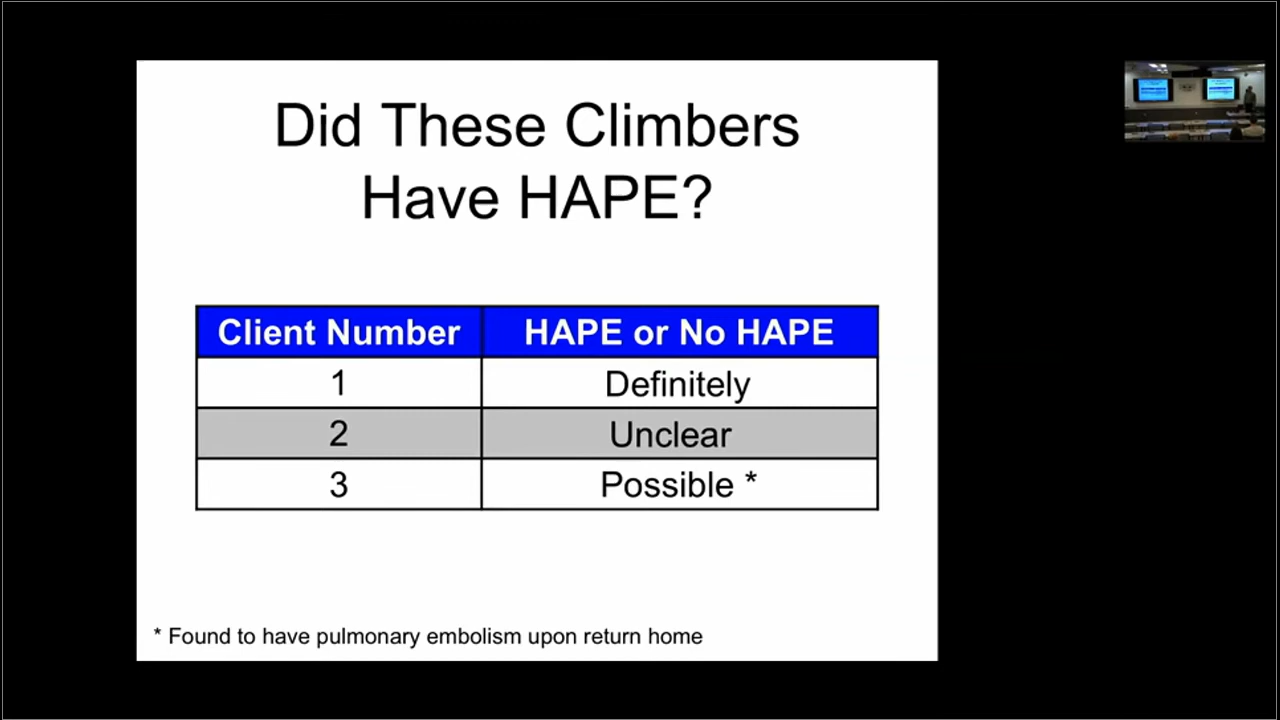 Did These Climbers
Have HAPE?
Client Number HAPE or No HAPE
1 Definitely
2 Unclear
3 Possible *
* Found to have pulmonary embolism upon return home